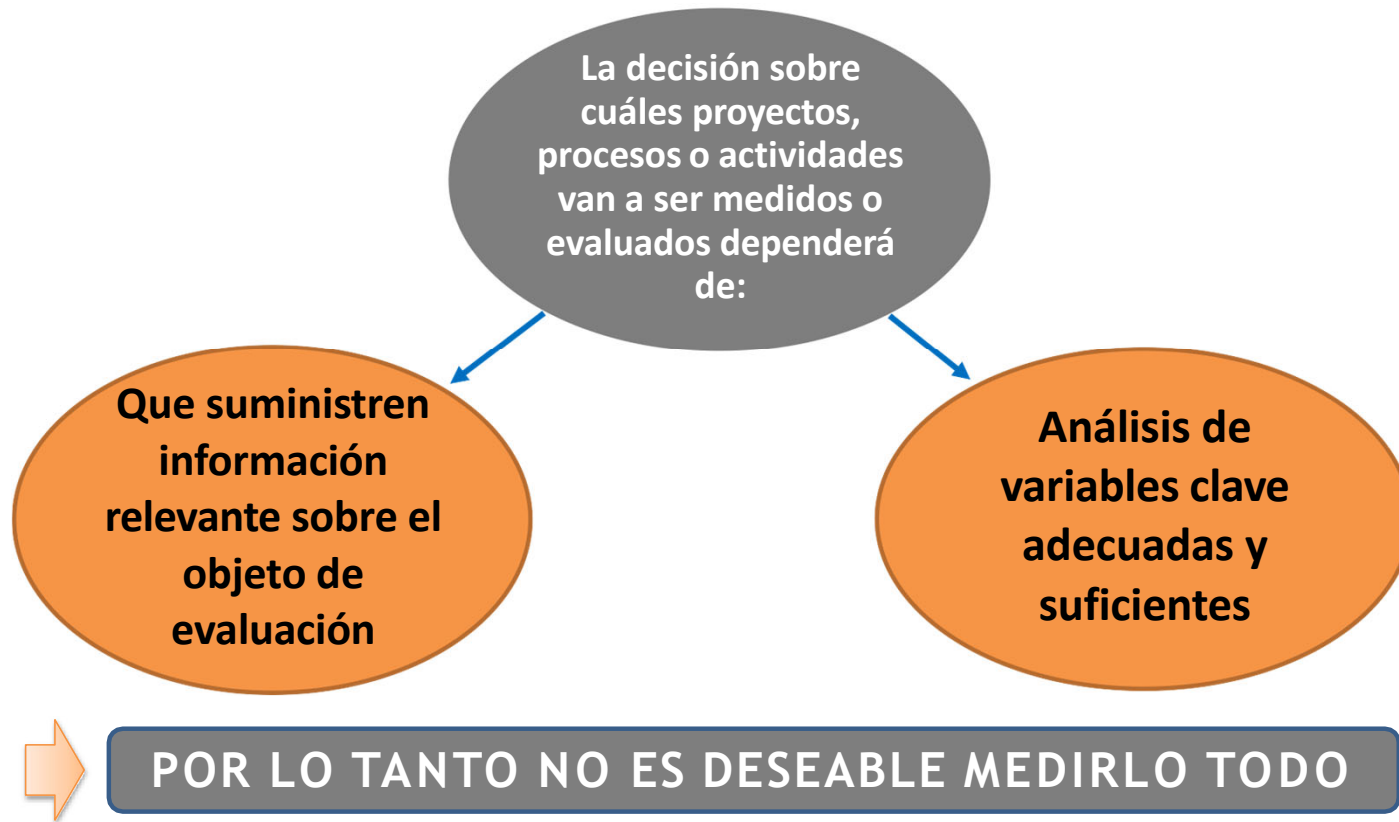 La decisión sobre
cuáles proyectos,
procesos o actividades
van a ser medidos o
evaluados dependerá
de:
Que suministren
información
relevante sobre el
objeto de
evaluación
Análisis de
variables clave
adecuadas y
suficientes
POR LO TANTO NO ES DESEABLE MEDIRLO TODO